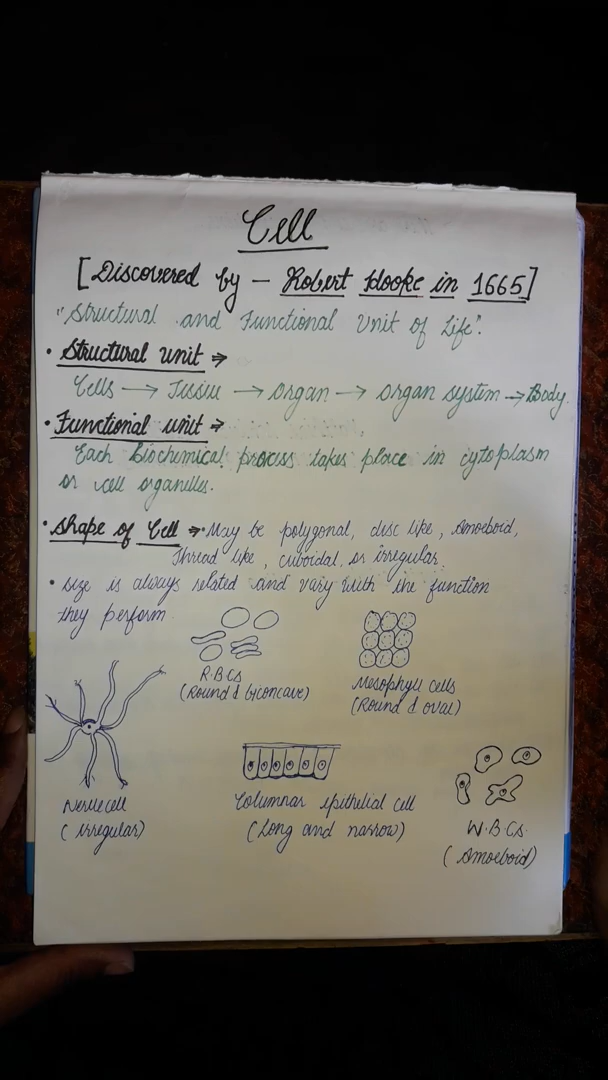 Cell
[Discovered by - Robert Hooke in 1665]
"Structural and Functional Unit of Life".
• Structural unit ⇒
Cells → Tissue → Organ → Organ system → Body.
• Functional unit ⇒
Each Biochemical process takes place in cytoplasm
or cell organelles.
• Shape of Cell ⇒ • May be polygonal, disc like, Amoeboid,
Thread like, cuboidal, or irregular.
• size is always related and vary with the function
they perform
R.B.Cs
(Round & biconcave)
Mesophyll cells
(Round & oval)
Nerve cell
(irregular)
Columnar epithelial cell
(Long and narrow)
W.B.Cs.
(Amoeboid)